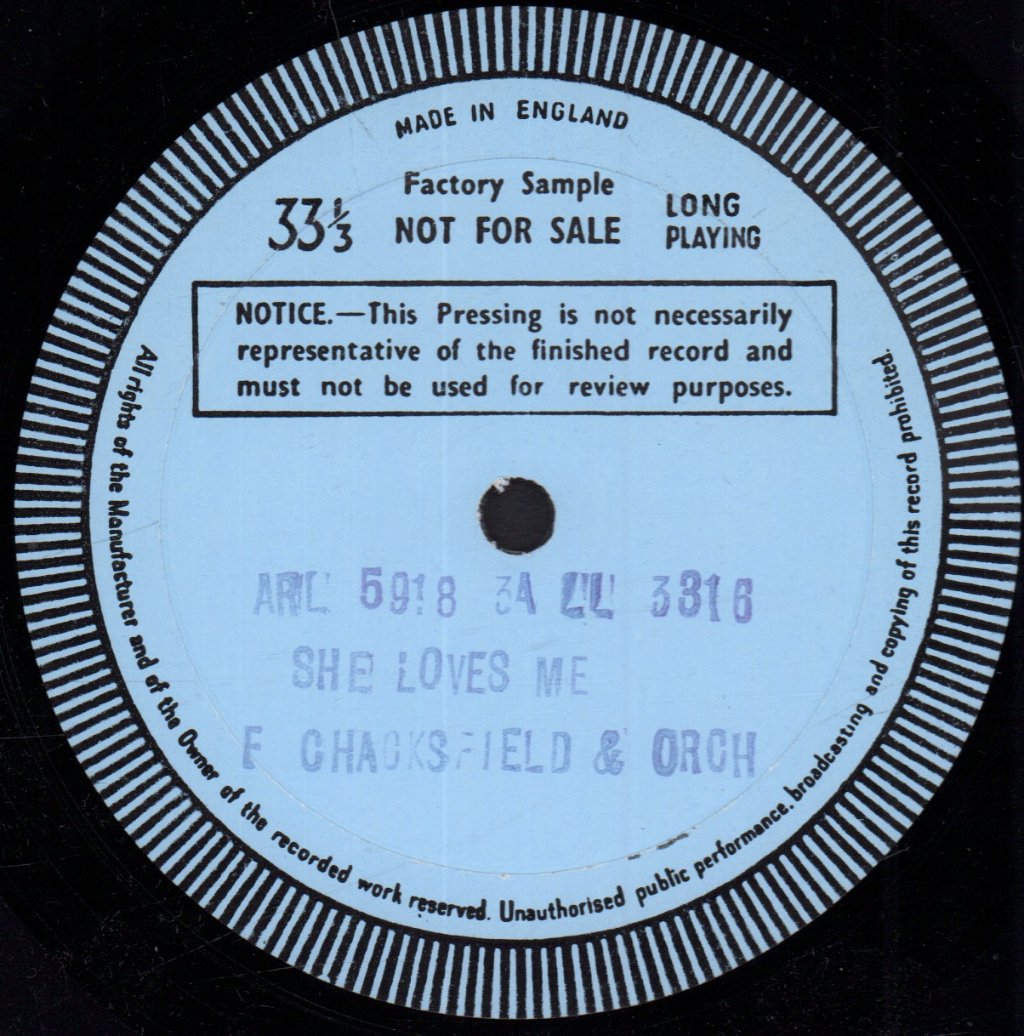 MADE IN ENGLAND
Factory Sample
33⅓ NOT FOR SALE LONG PLAYING
NOTICE.—This Pressing is not necessarily
representative of the finished record and
must not be used for review purposes.
ARL 5918 3A LL 3316
SHE LOVES ME
F CHACKSFIELD & ORCH
All rights of the Manufacturer and of the Owner of the recorded work reserved. Unauthorised public performance, broadcasting and copying of this record prohibited.